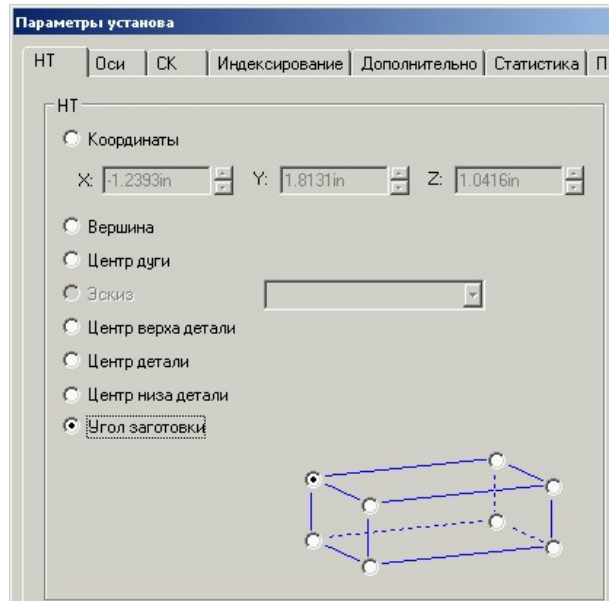 Параметры установа
НТ Оси СК Индексирование Дополнительно Статистика П
НТ
Координаты
X: -1.2393in Y: 1.8131in Z: 1.0416in
Вершина
Центр дуги
Эскиз
Центр верха детали
Центр детали
Центр низа детали
Угол заготовки